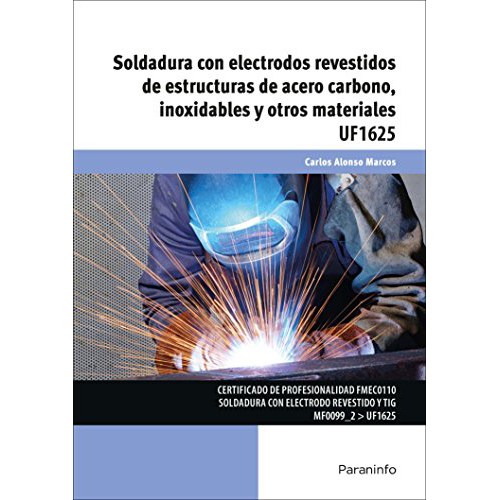 Soldadura con electrodos revestidos
de estructuras de acero carbono,
inoxidables y otros materiales
UF1625
Carlos Alonso Marcos
CERTIFICADO DE PROFESIONALIDAD FMEC0110
SOLDADURA CON ELECTRODO REVESTIDO Y TIG
MF0099_2 > UF1625
Paraninfo